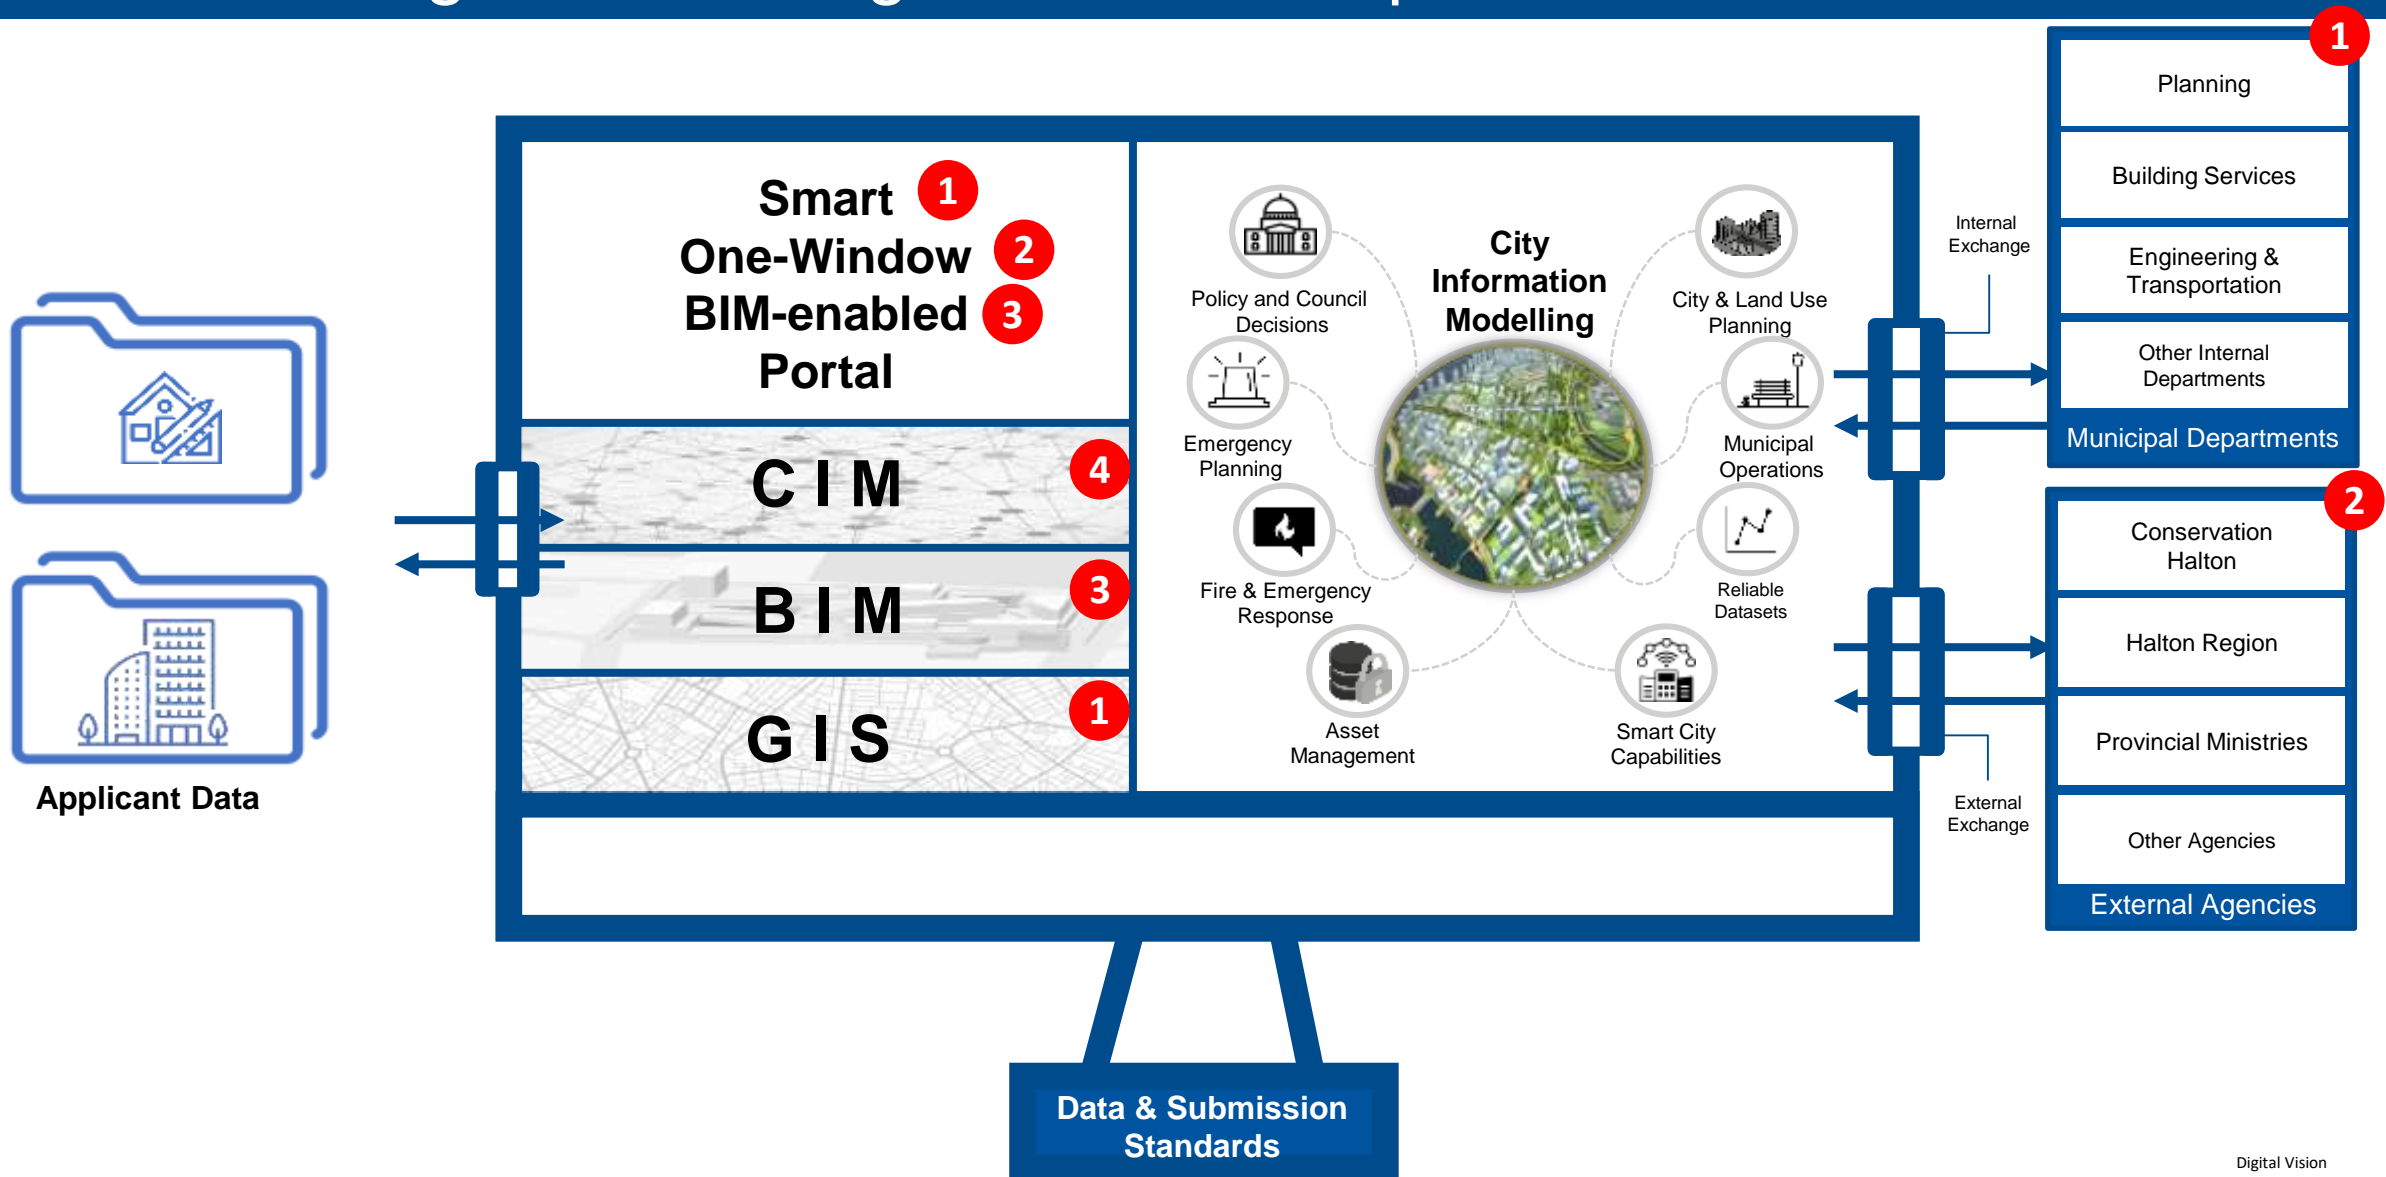 Smart 1
One-Window 2
BIM-enabled 3
Portal
C I M 4
B I M 3
G I S 1
Applicant Data
City
Information
Modelling
Policy and Council
Decisions
City & Land Use
Planning
Emergency
Planning
Municipal
Operations
Fire & Emergency
Response
Reliable
Datasets
Asset
Management
Smart City
Capabilities
Internal
Exchange
External
Exchange
1
Planning
Building Services
Engineering &
Transportation
Other Internal
Departments
Municipal Departments
2
Conservation
Halton
Halton Region
Provincial Ministries
Other Agencies
External Agencies
Data & Submission
Standards
Digital Vision